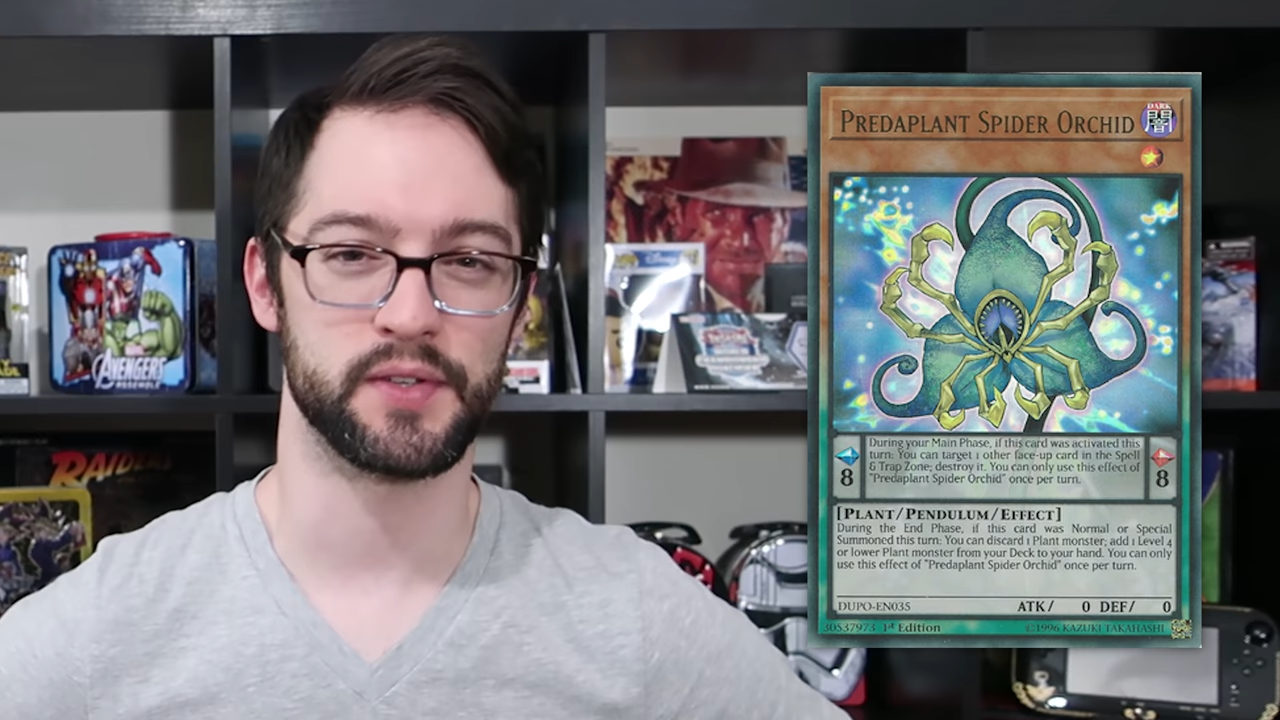 PREDAPLANT SPIDER ORCHID
DARK
闇
During your Main Phase, if this card was activated this
turn: You can target 1 other face-up card in the Spell
& Trap Zone; destroy it. You can only use this effect of
"Predaplant Spider Orchid" once per turn.
8
8
[PLANT/PENDULUM/EFFECT]
During the End Phase, if this card was Normal or Special
Summoned this turn: You can discard 1 Plant monster; add 1 Level 4
or lower Plant monster from your Deck to your hand. You can only
use this effect of "Predaplant Spider Orchid" once per turn.
DUPO-EN035
ATK/ 0 DEF/ 0
30537973 1st Edition
©1996 KAZUKI TAKAHASHI
AVENGERS
ASSEMBLE
RAIDERS
Disney